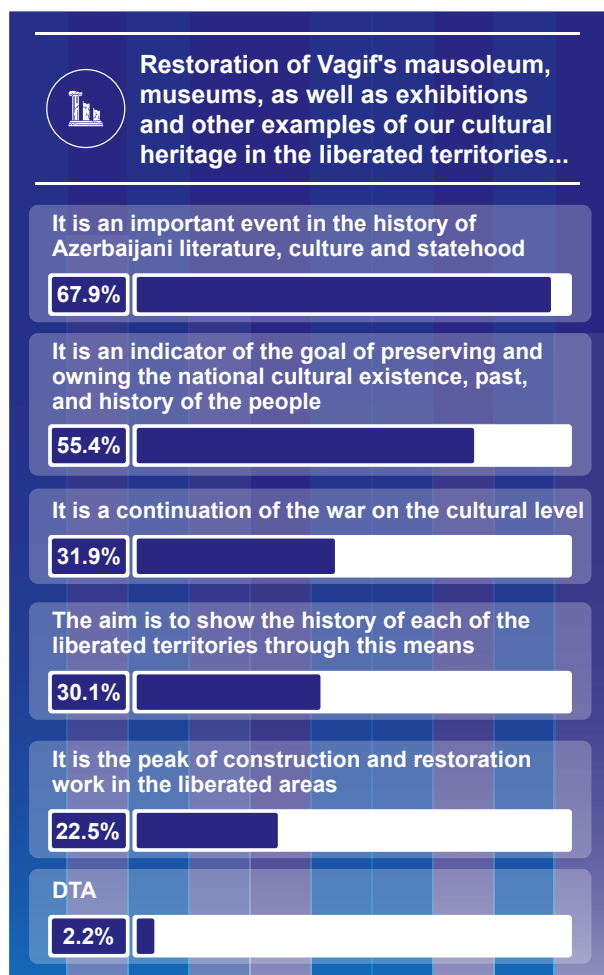 Restoration of Vagif's mausoleum,
museums, as well as exhibitions
and other examples of our cultural
heritage in the liberated territories...
It is an important event in the history of
Azerbaijani literature, culture and statehood
67.9%
It is an indicator of the goal of preserving and
owning the national cultural existence, past,
and history of the people
55.4%
It is a continuation of the war on the cultural level
31.9%
The aim is to show the history of each of the
liberated territories through this means
30.1%
It is the peak of construction and restoration
work in the liberated areas
22.5%
DTA
2.2%